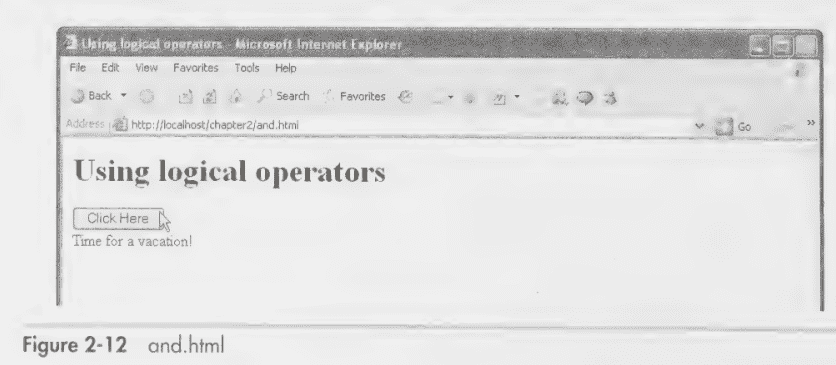 Using logical operators - Microsoft Internet Explorer
File Edit View Favorites Tools Help
Back Search Favorites
Address http://localhost/chapter2/and.html Go »
Using logical operators
Click Here
Time for a vacation!
Figure 2-12 and.html